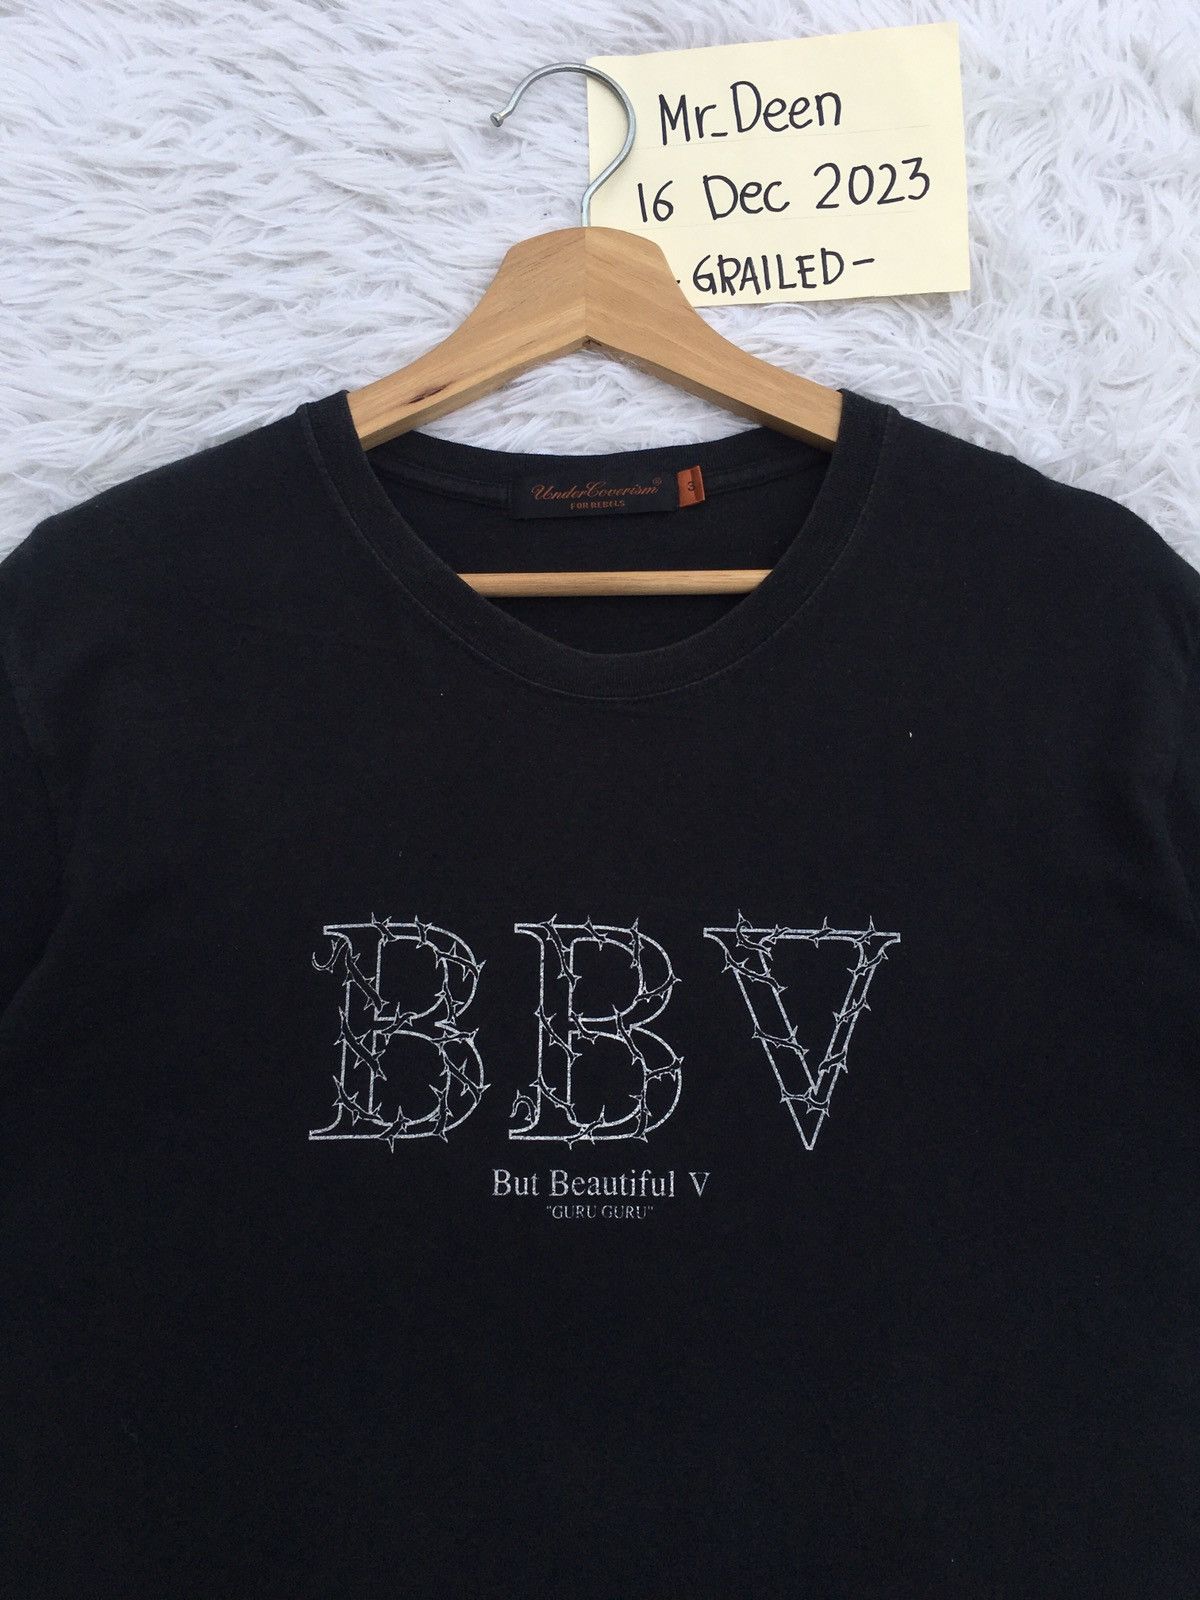 Mr_Deen
16 Dec 2023
- GRAILED -
UnderCoverism®
FOR REBELS
3
BBV
But Beautiful V
"GURU GURU"